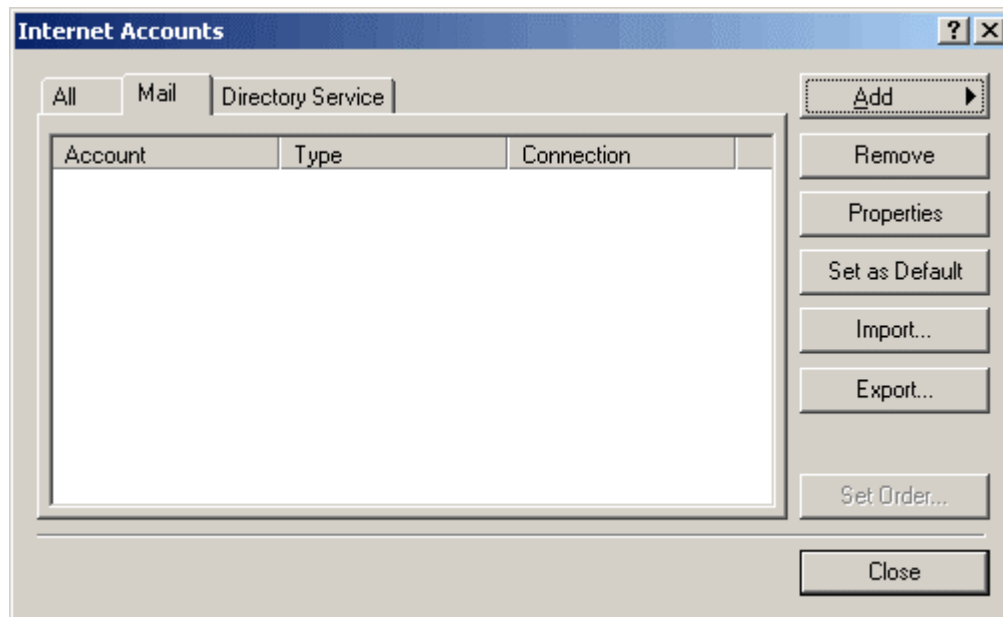 Internet Accounts
All Mail Directory Service
Account Type Connection
Add
Remove
Properties
Set as Default
Import...
Export...
Set Order...
Close